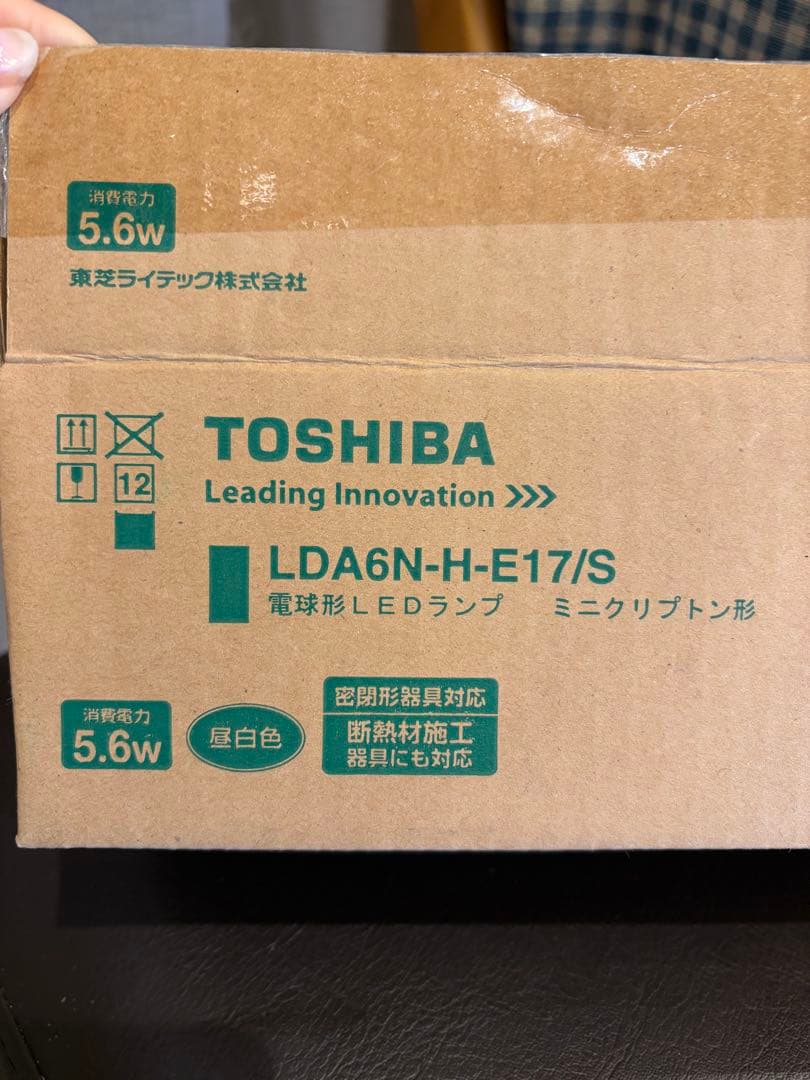 消費電力
5.6W
東芝ライテック株式会社
TOSHIBA
Leading Innovation >>>
12
LDA6N-H-E17/S
電球形LEDランプ ミニクリプトン形
消費電力
5.6W
昼白色
密閉形器具対応
断熱材施工
器具にも対応